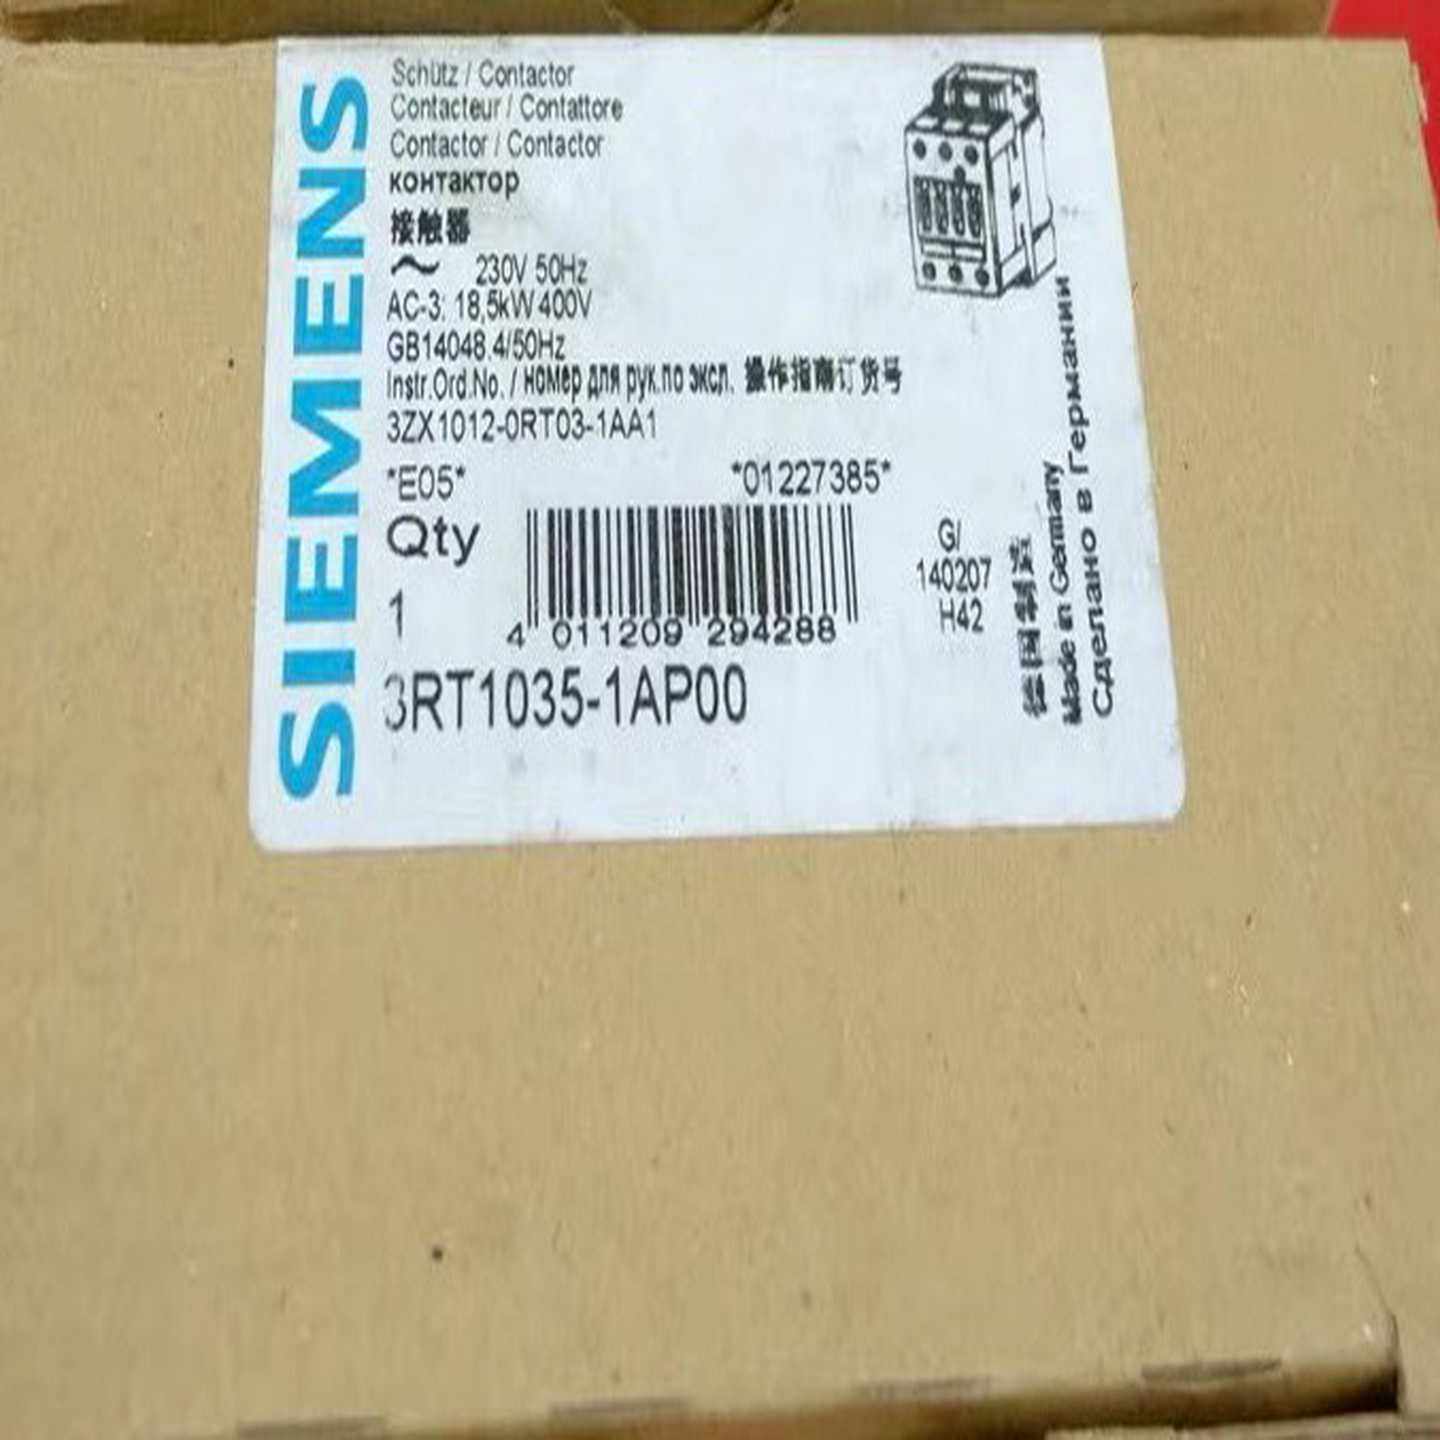 SIEMENS
Schütz / Contactor
Contacteur / Contattore
Contactor / Contactor
контактор
接触器
~ 230V 50Hz
AC-3: 18,5kW 400V
GB14048.4/50Hz
Instr.Ord.No. / номер для рук.по эксл. 操作指南订货号
3ZX1012-0RT03-1AA1
*E05* *01227385*
Qty
1
4 011209 294288
G/
140207
H42
3RT1035-1AP00
德国制造
Made in Germany
Сделано в Германии